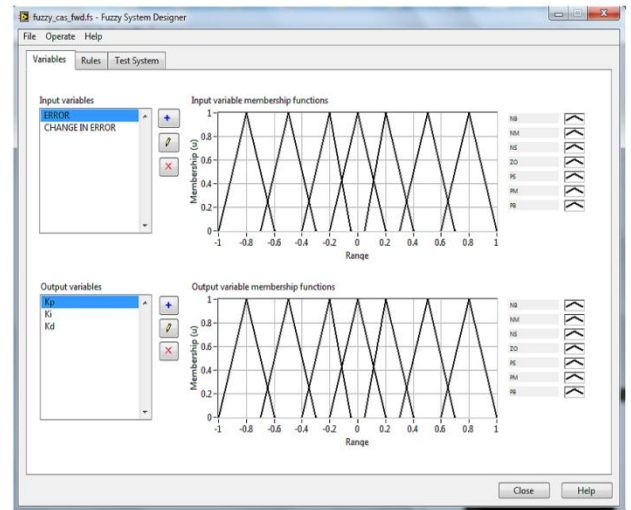 fuzzy_cas_fwd.fs - Fuzzy System Designer
File Operate Help
Variables Rules Test System
Input variables
ERROR
CHANGE IN ERROR
Input variable membership functions
Membership (u)
1
0.8
0.6
0.4
0.2
0
-1 -0.8 -0.6 -0.4 -0.2 0 0.2 0.4 0.6 0.8 1
Range
NB
NM
NS
ZO
PS
PM
PB
Output variables
Kp
Ki
Kd
Output variable membership functions
Membership (u)
1
0.8
0.6
0.4
0.2
0
-1 -0.8 -0.6 -0.4 -0.2 0 0.2 0.4 0.6 0.8 1
Range
NB
NM
NS
ZO
PS
PM
PB
Close Help